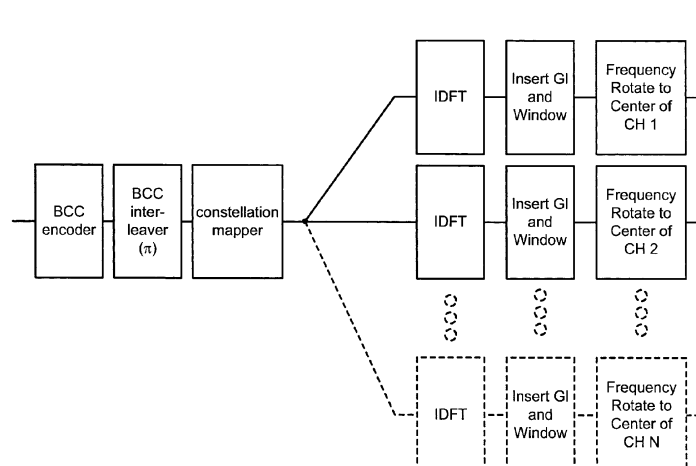 BCC
encoder
BCC
inter-
leaver
(π)
constellation
mapper
IDFT
Insert GI
and
Window
Frequency
Rotate to
Center of
CH 1
IDFT
Insert GI
and
Window
Frequency
Rotate to
Center of
CH 2
IDFT
Insert GI
and
Window
Frequency
Rotate to
Center of
CH N